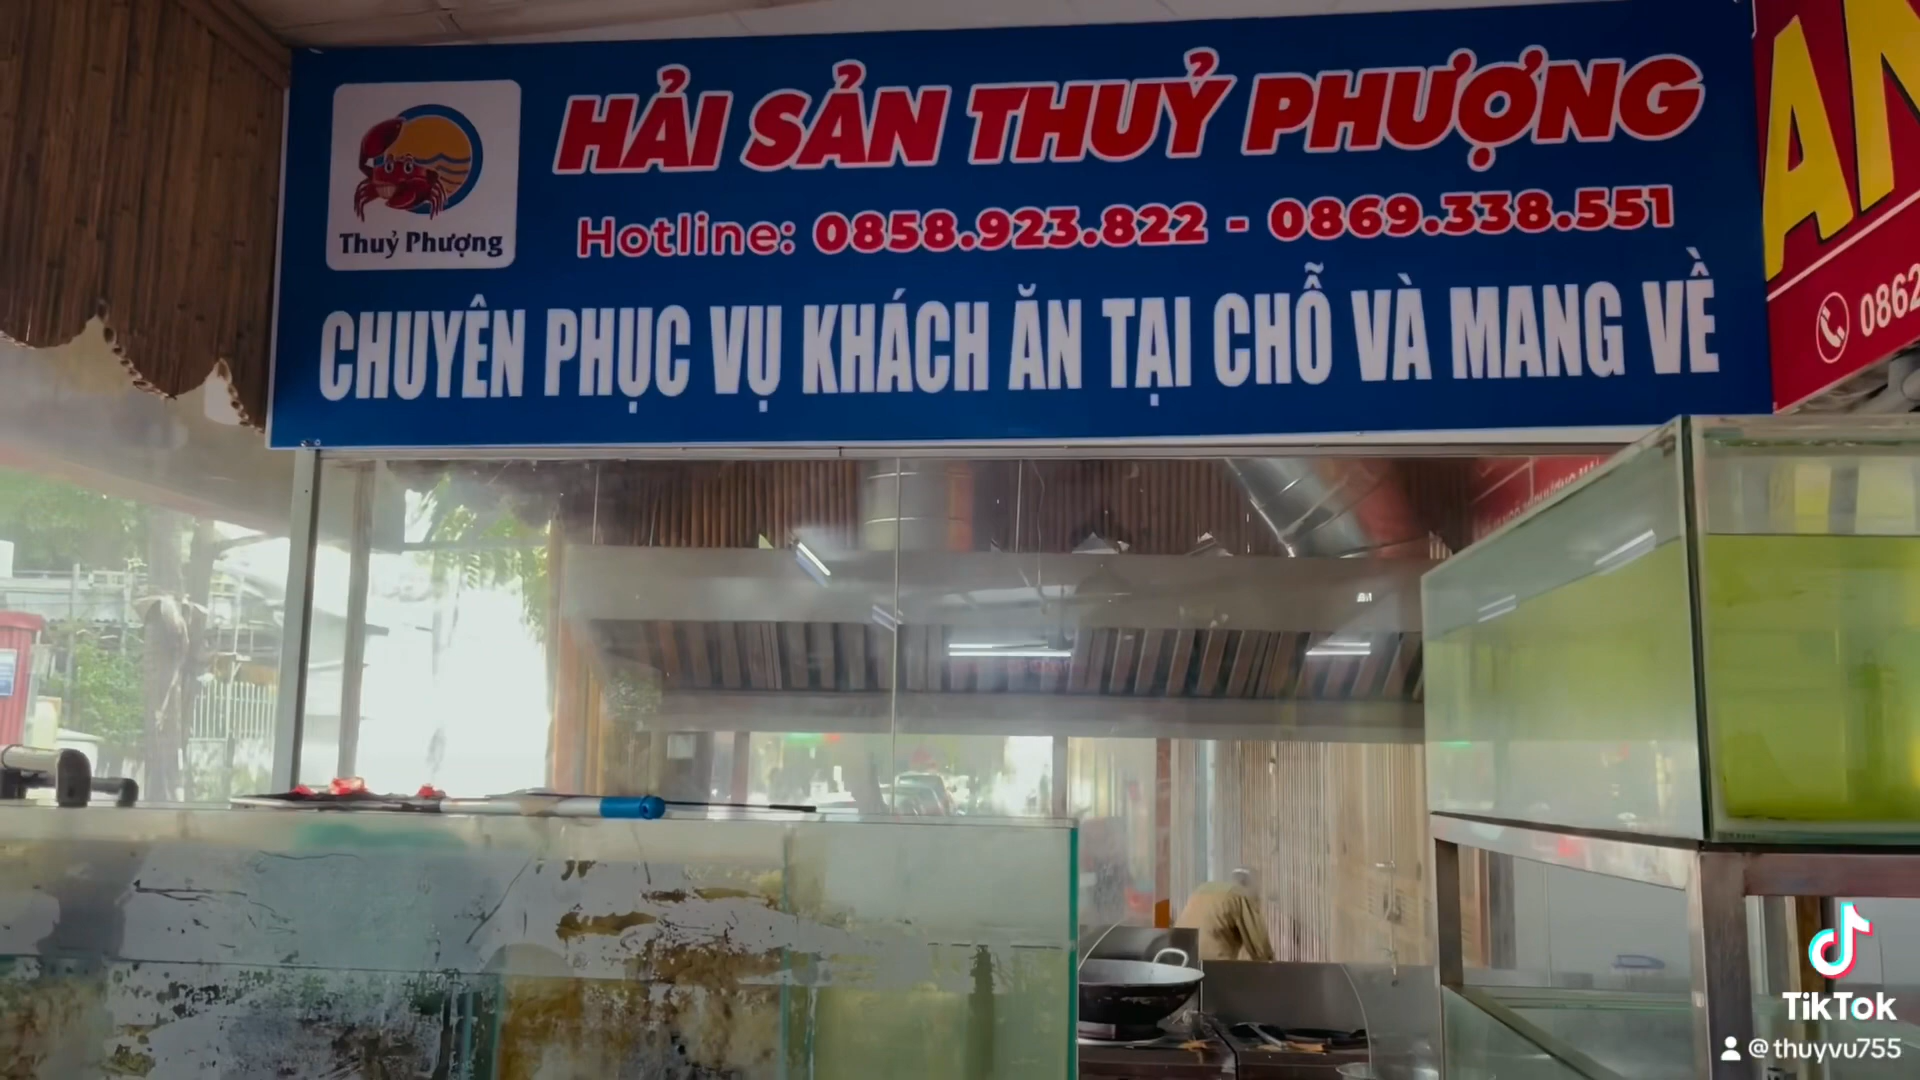 HẢI SẢN THUỶ PHƯỢNG
Thuỷ Phượng
Hotline: 0858.923.822 - 0869.338.551
CHUYÊN PHỤC VỤ KHÁCH ĂN TẠI CHỖ VÀ MANG VỀ
0862
TikTok
@thuyvu755